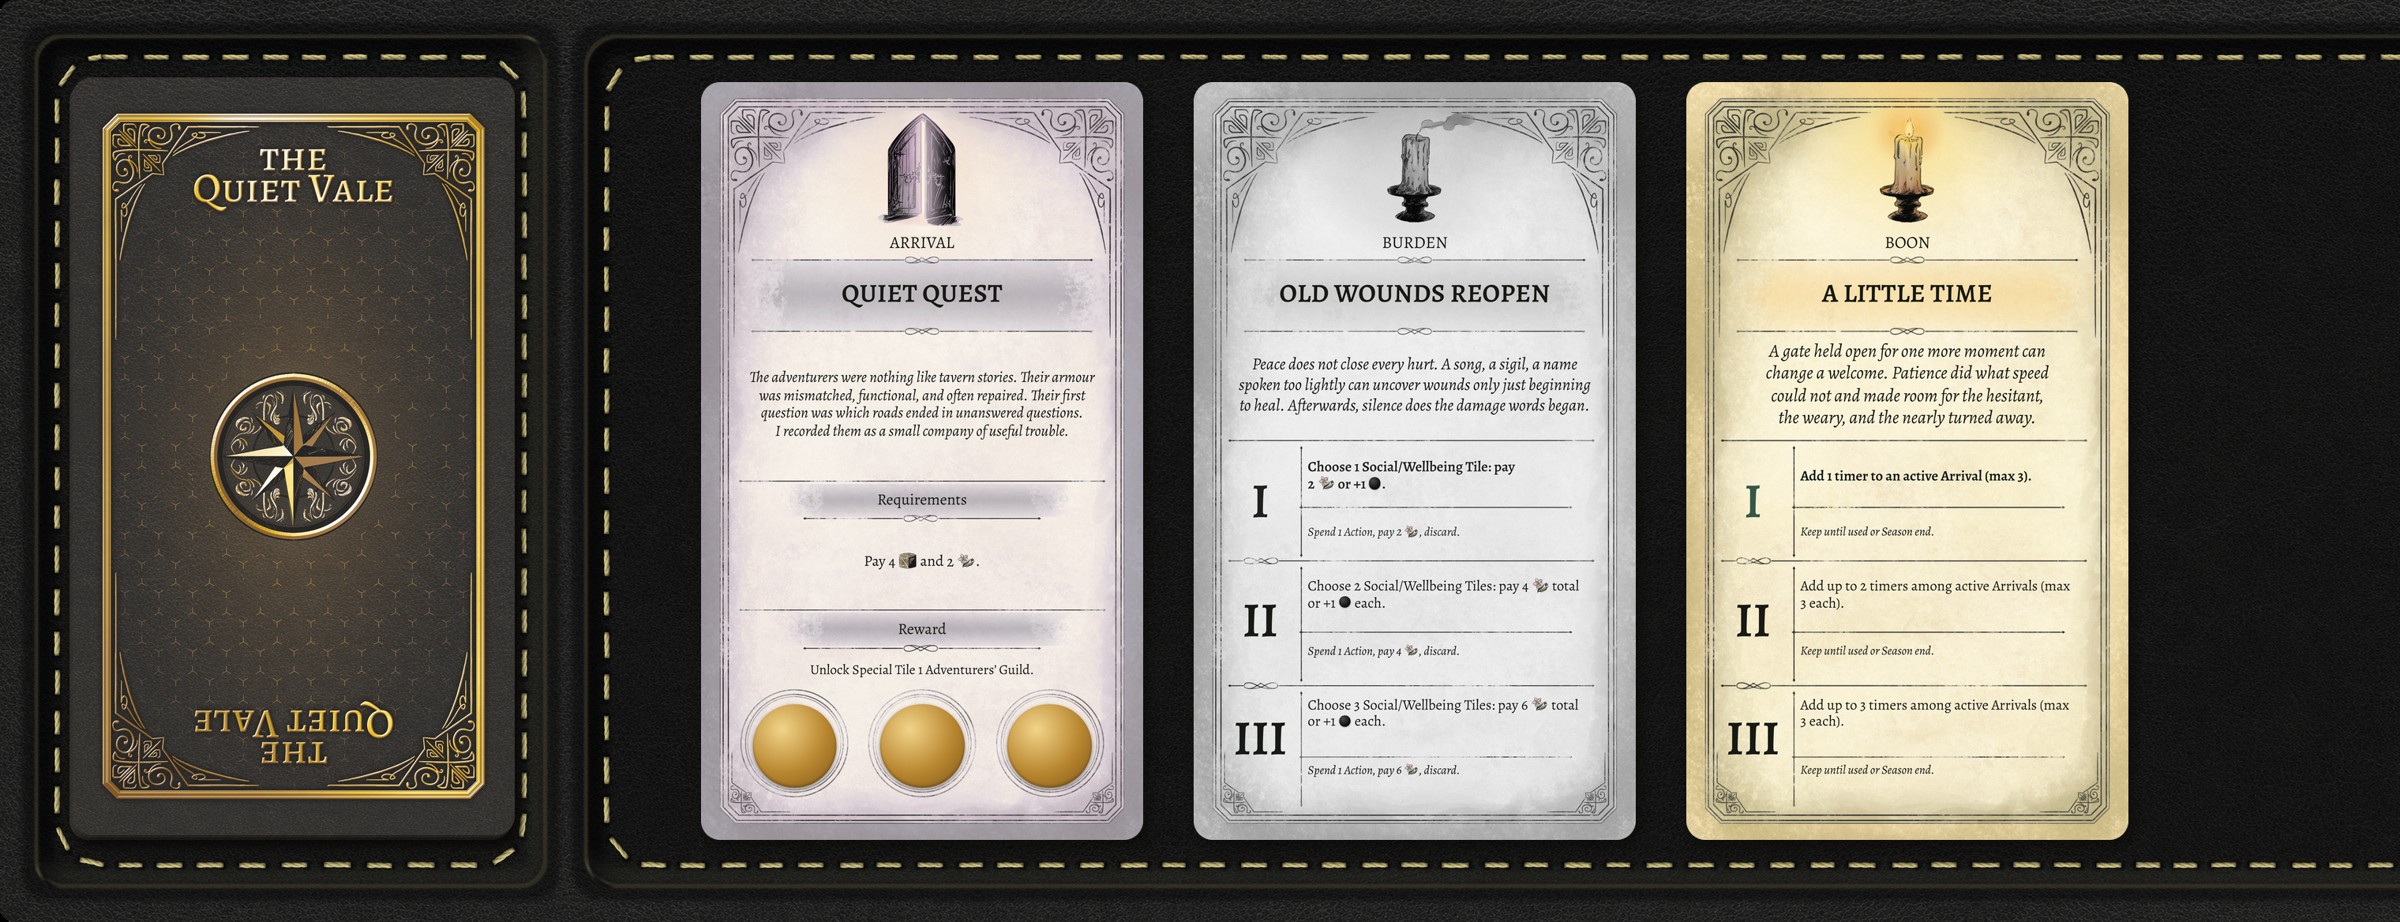 THE
QUIET VALE
THE
QUIET VALE
ARRIVAL
QUIET QUEST
The adventurers were nothing like tavern stories. Their armour
was mismatched, functional, and often repaired. Their first
question was which roads ended in unanswered questions.
I recorded them as a small company of useful trouble.
Requirements
Pay 4 and 2 .
Reward
Unlock Special Tile 1 Adventurers' Guild.
BURDEN
OLD WOUNDS REOPEN
Peace does not close every hurt. A song, a sigil, a name
spoken too lightly can uncover wounds only just beginning
to heal. Afterwards, silence does the damage words began.
I
Choose 1 Social/Wellbeing Tile: pay
2 or +1 .
Spend 1 Action, pay 2 , discard.
II
Choose 2 Social/Wellbeing Tiles: pay 4 total
or +1 each.
Spend 1 Action, pay 4 , discard.
III
Choose 3 Social/Wellbeing Tiles: pay 6 total
or +1 each.
Spend 1 Action, pay 6 , discard.
BOON
A LITTLE TIME
A gate held open for one more moment can
change a welcome. Patience did what speed
could not and made room for the hesitant,
the weary, and the nearly turned away.
I
Add 1 timer to an active Arrival (max 3).
Keep until used or Season end.
II
Add up to 2 timers among active Arrivals (max
3 each).
Keep until used or Season end.
III
Add up to 3 timers among active Arrivals (max
3 each).
Keep until used or Season end.